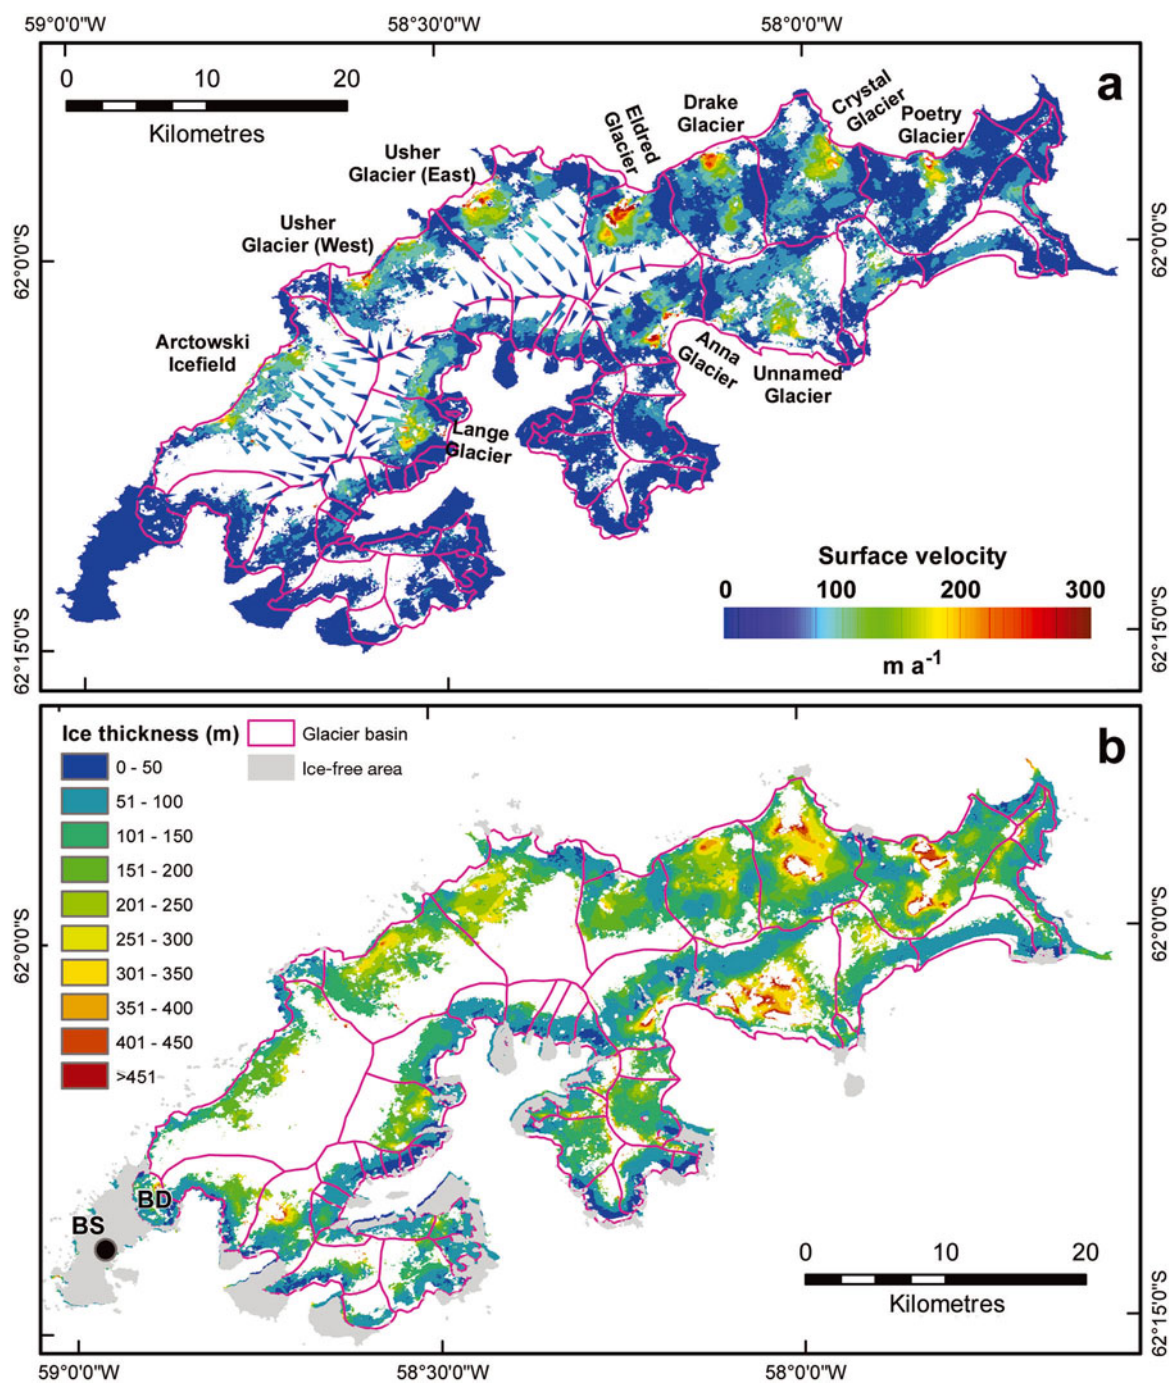 59°0'0"W
58°30'0"W
58°0'0"W
0
10
20
Kilometres
a
Usher
Glacier (East)
Eldred
Glacier
Drake
Glacier
Crystal
Glacier
Poetry
Glacier
Usher
Glacier (West)
62°0'0"S
62°0'0"S
Arctowski
Icefield
Anna
Glacier
Unnamed
Glacier
Lange
Glacier
Surface velocity
0
100
200
300
m a-1
62°15'0"S
62°15'0"S
Ice thickness (m)
0 - 50
51 - 100
101 - 150
151 - 200
201 - 250
251 - 300
301 - 350
351 - 400
401 - 450
>451
Glacier basin
Ice-free area
b
62°0'0"S
62°0'0"S
BD
BS
0
10
20
Kilometres
62°15'0"S
59°0'0"W
58°30'0"W
58°0'0"W